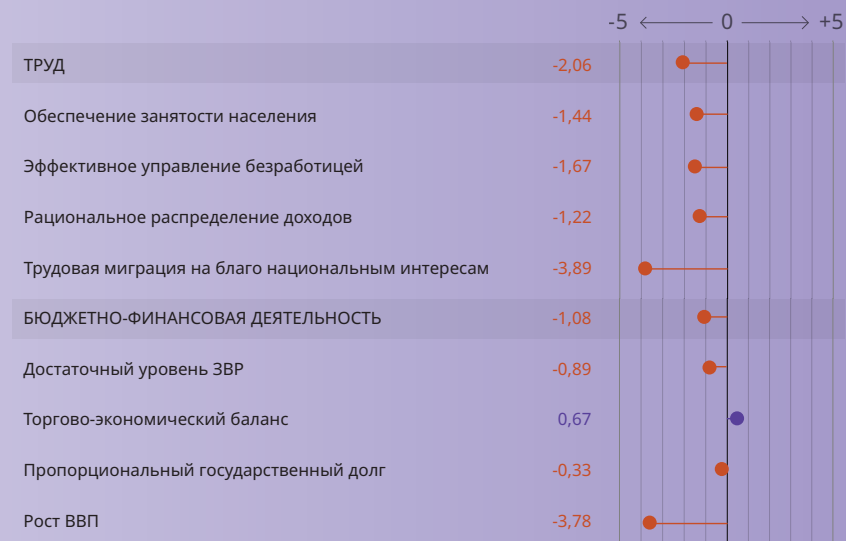 -5 0 +5
ТРУД -2,06
Обеспечение занятости населения -1,44
Эффективное управление безработицей -1,67
Рациональное распределение доходов -1,22
Трудовая миграция на благо национальным интересам -3,89
БЮДЖЕТНО-ФИНАНСОВАЯ ДЕЯТЕЛЬНОСТЬ -1,08
Достаточный уровень ЗВР -0,89
Торгово-экономический баланс 0,67
Пропорциональный государственный долг -0,33
Рост ВВП -3,78